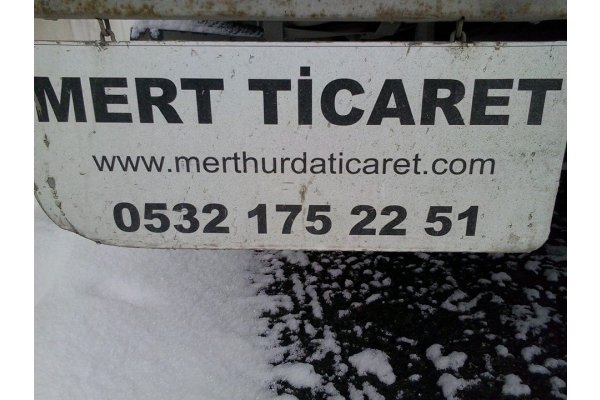 MERT TİCARET
www.merthurdaticaret.com
0532 175 22 51